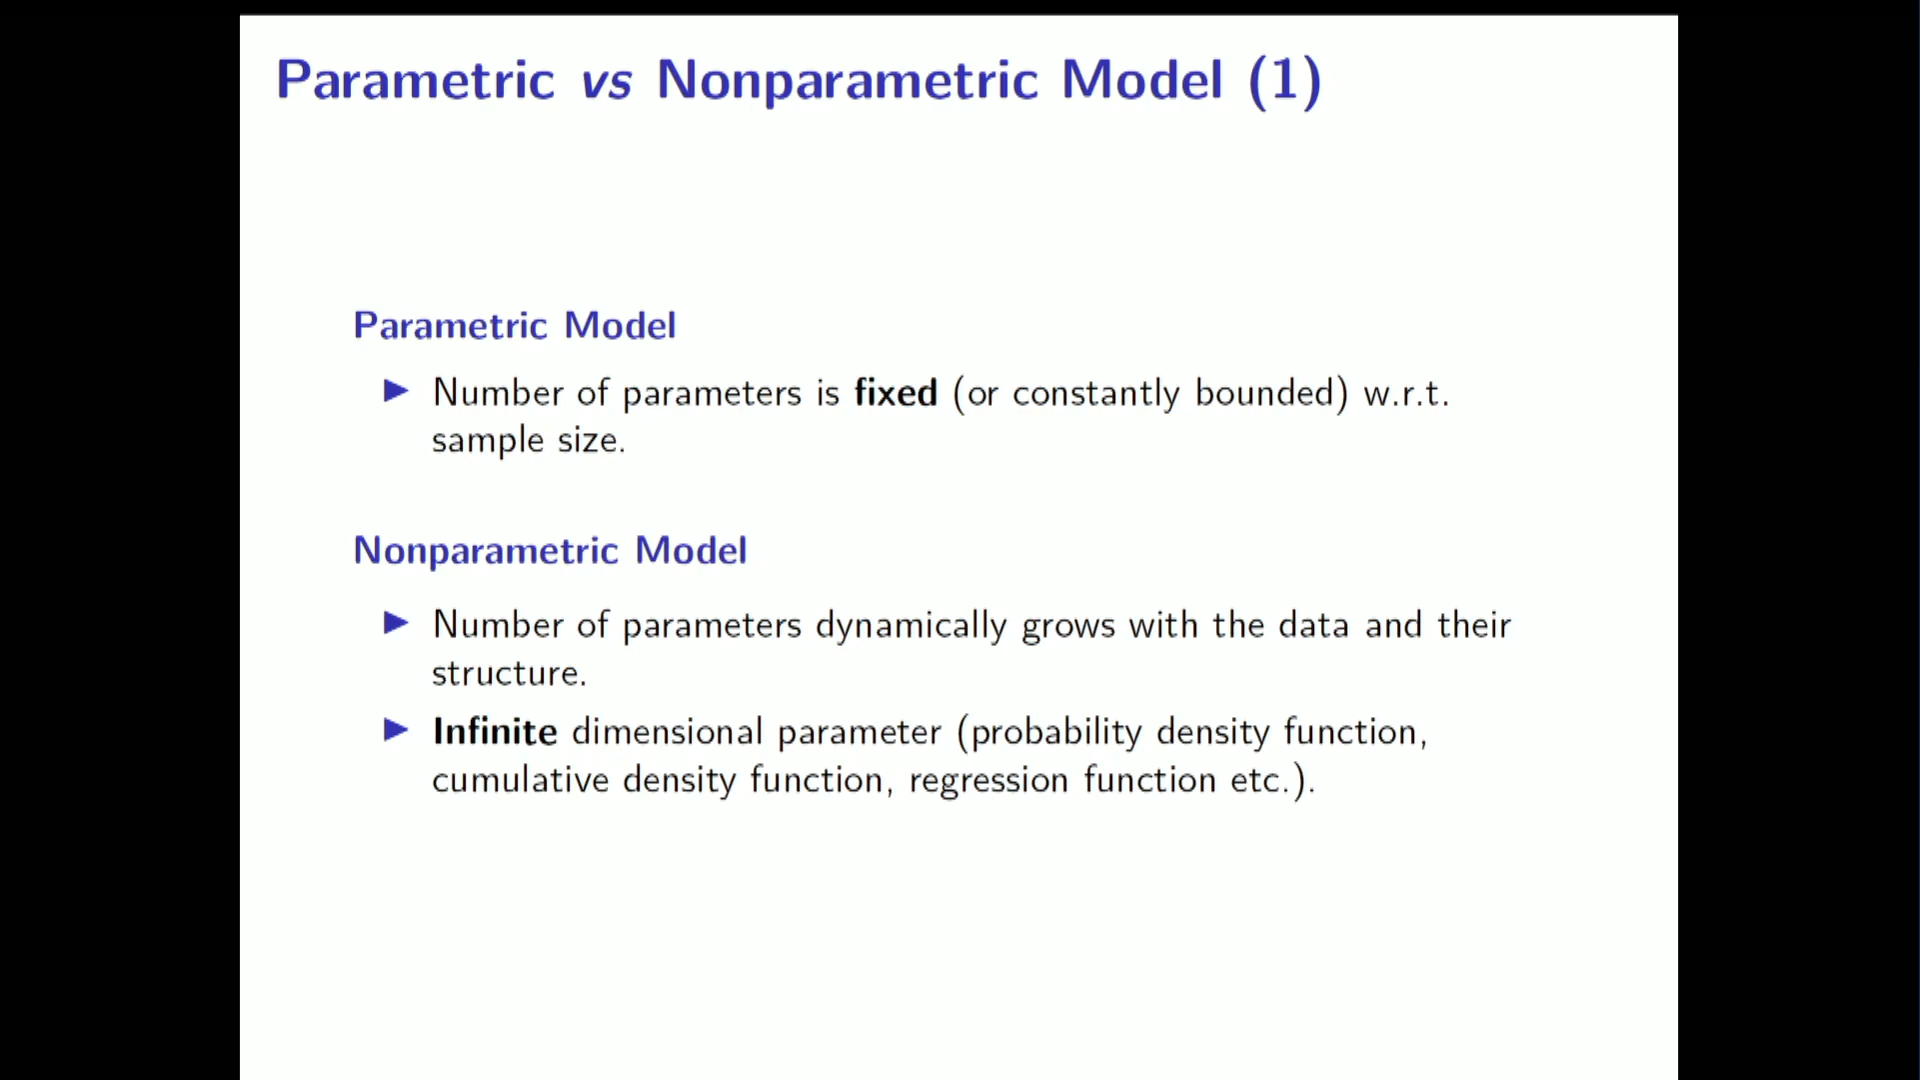 Parametric vs Nonparametric Model (1)
Parametric Model
▶ Number of parameters is fixed (or constantly bounded) w.r.t.
sample size.
Nonparametric Model
▶ Number of parameters dynamically grows with the data and their
structure.
▶ Infinite dimensional parameter (probability density function,
cumulative density function, regression function etc.).